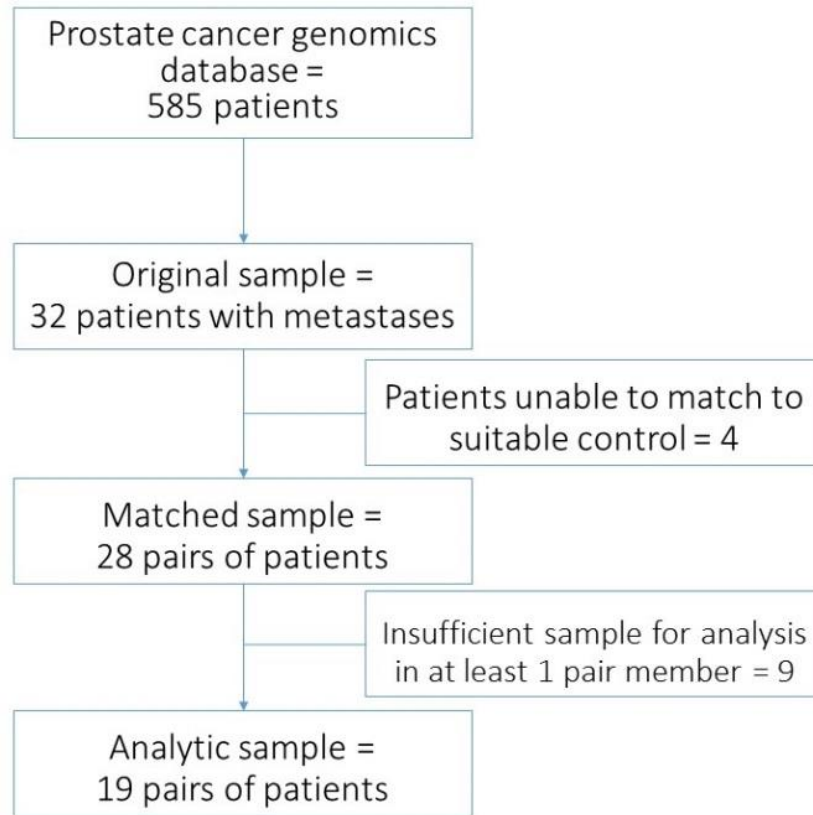 Prostate cancer genomics
database =
585 patients
Original sample =
32 patients with metastases
Patients unable to match to
suitable control = 4
Matched sample =
28 pairs of patients
Insufficient sample for analysis
in at least 1 pair member = 9
Analytic sample =
19 pairs of patients